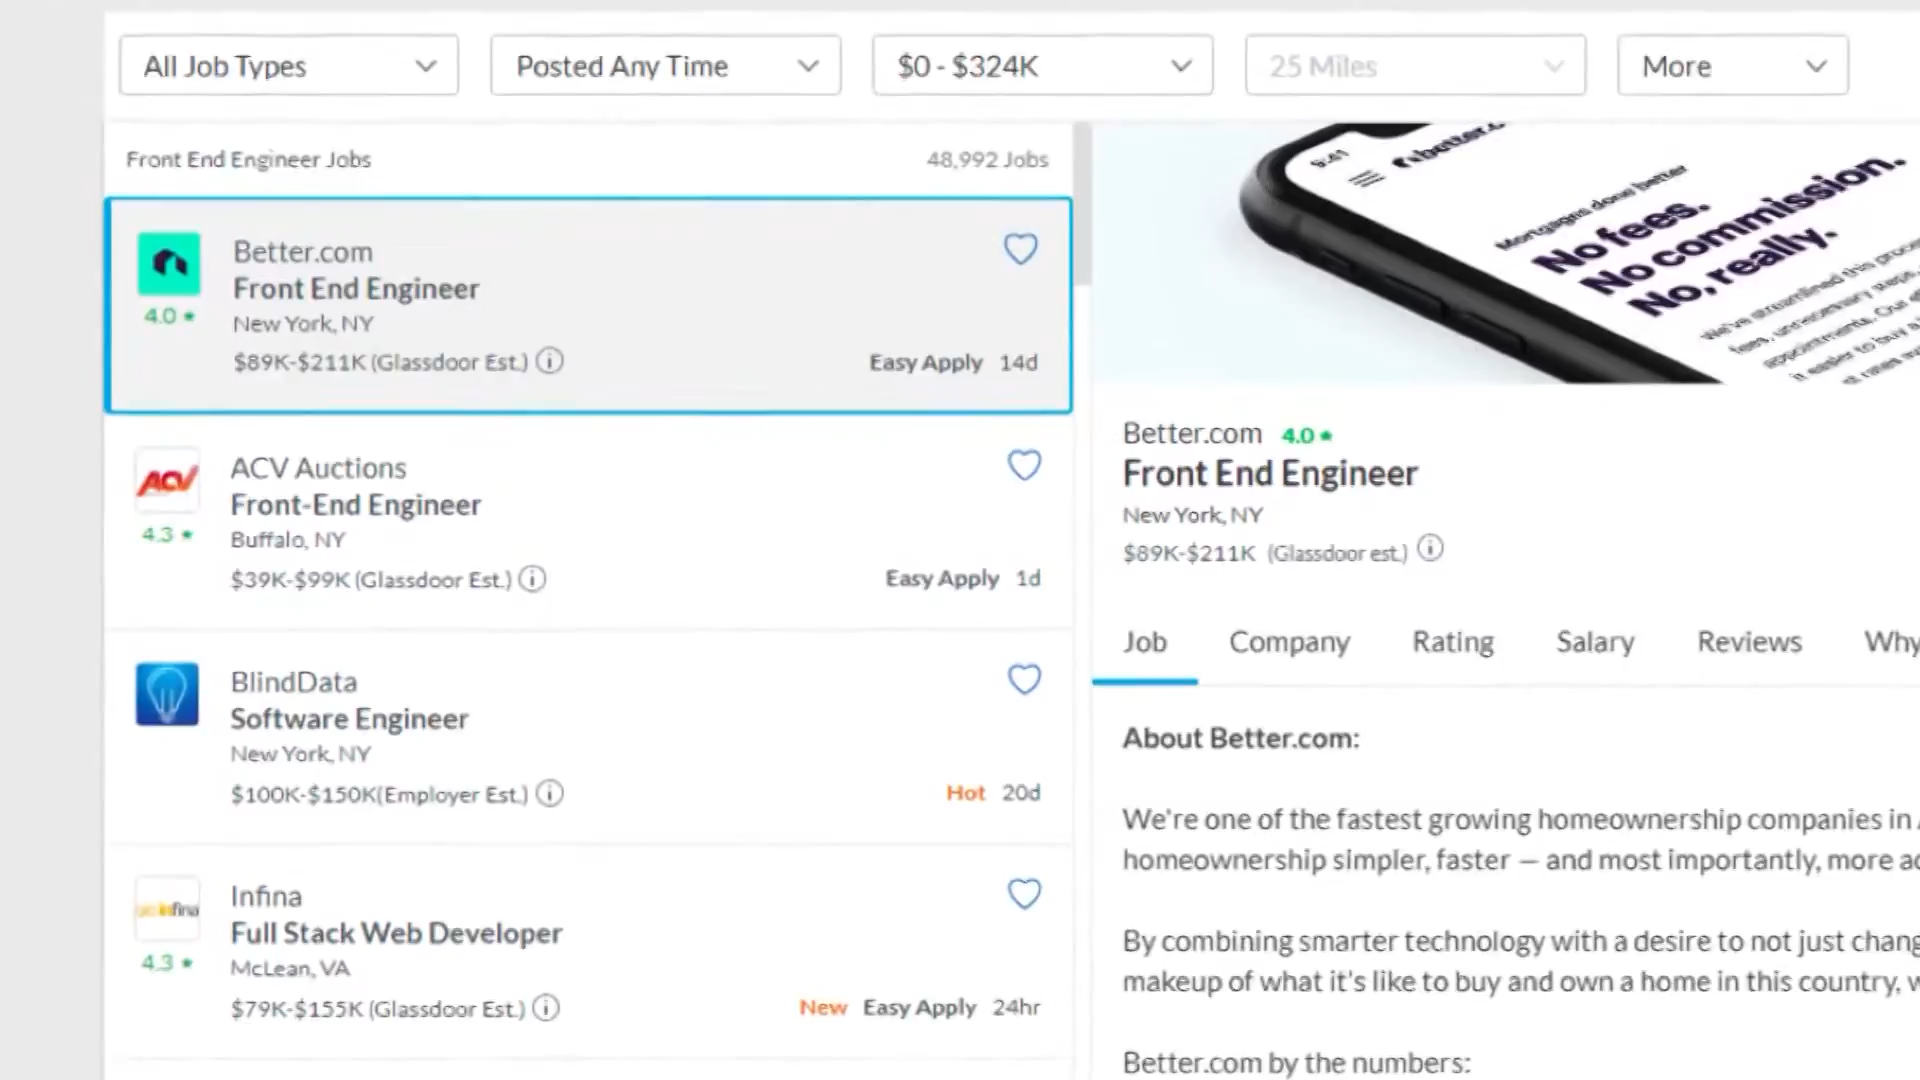 All Job Types
Posted Any Time
$0 - $324K
25 Miles
More
Front End Engineer Jobs
48,992 Jobs
Better.com
Front End Engineer
4.0
New York, NY
$89K-$211K (Glassdoor Est.)
Easy Apply 14d
ACV
ACV Auctions
Front-End Engineer
4.3
Buffalo, NY
$39K-$99K (Glassdoor Est.)
Easy Apply 1d
BlindData
Software Engineer
New York, NY
$100K-$150K(Employer Est.)
Hot 20d
Infina
Full Stack Web Developer
4.3
McLean, VA
$79K-$155K (Glassdoor Est.)
New Easy Apply 24hr
9:41
Mortgages done better
No fees.
No commission.
No, really.
Better.com 4.0
Front End Engineer
New York, NY
$89K-$211K (Glassdoor est.)
Job
Company
Rating
Salary
Reviews
Why
About Better.com:
We're one of the fastest growing homeownership companies in
homeownership simpler, faster — and most importantly, more
By combining smarter technology with a desire to not just
makeup of what it's like to buy and own a home in this country,
Better.com by the numbers: